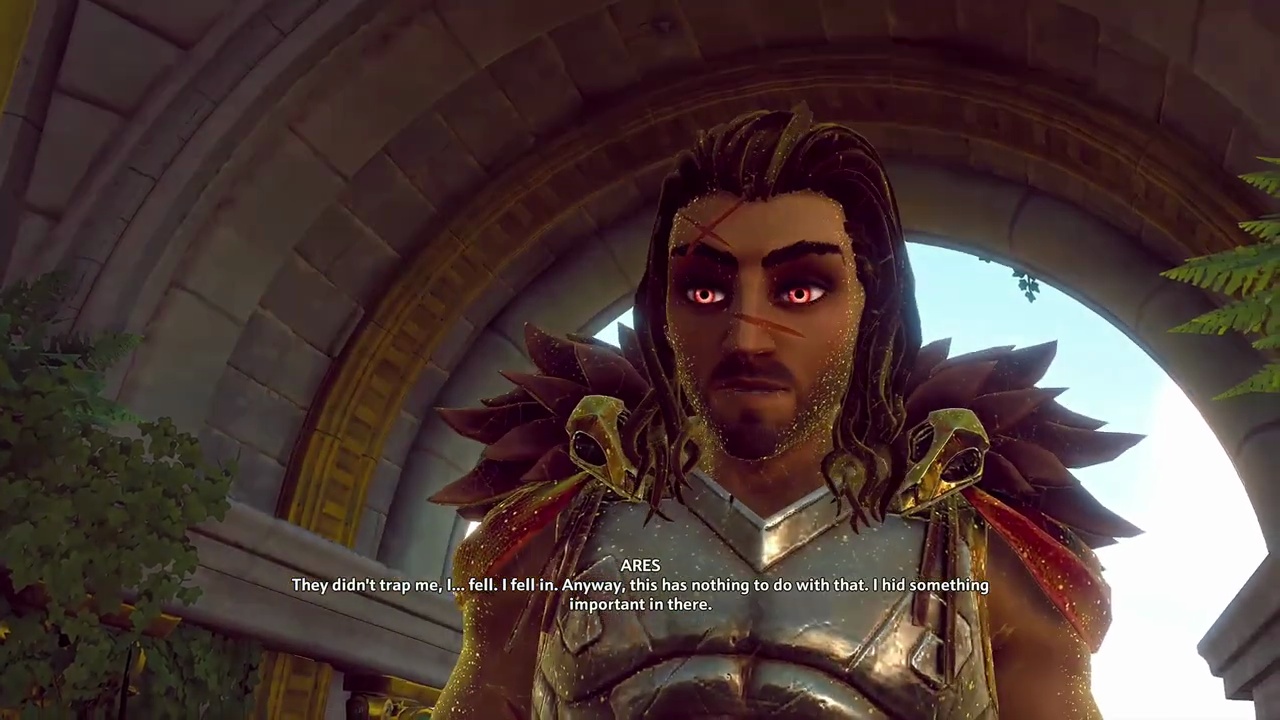 ARES
They didn't trap me, I... fell. I fell in. Anyway, this has nothing to do with that. I hid something
important in there.